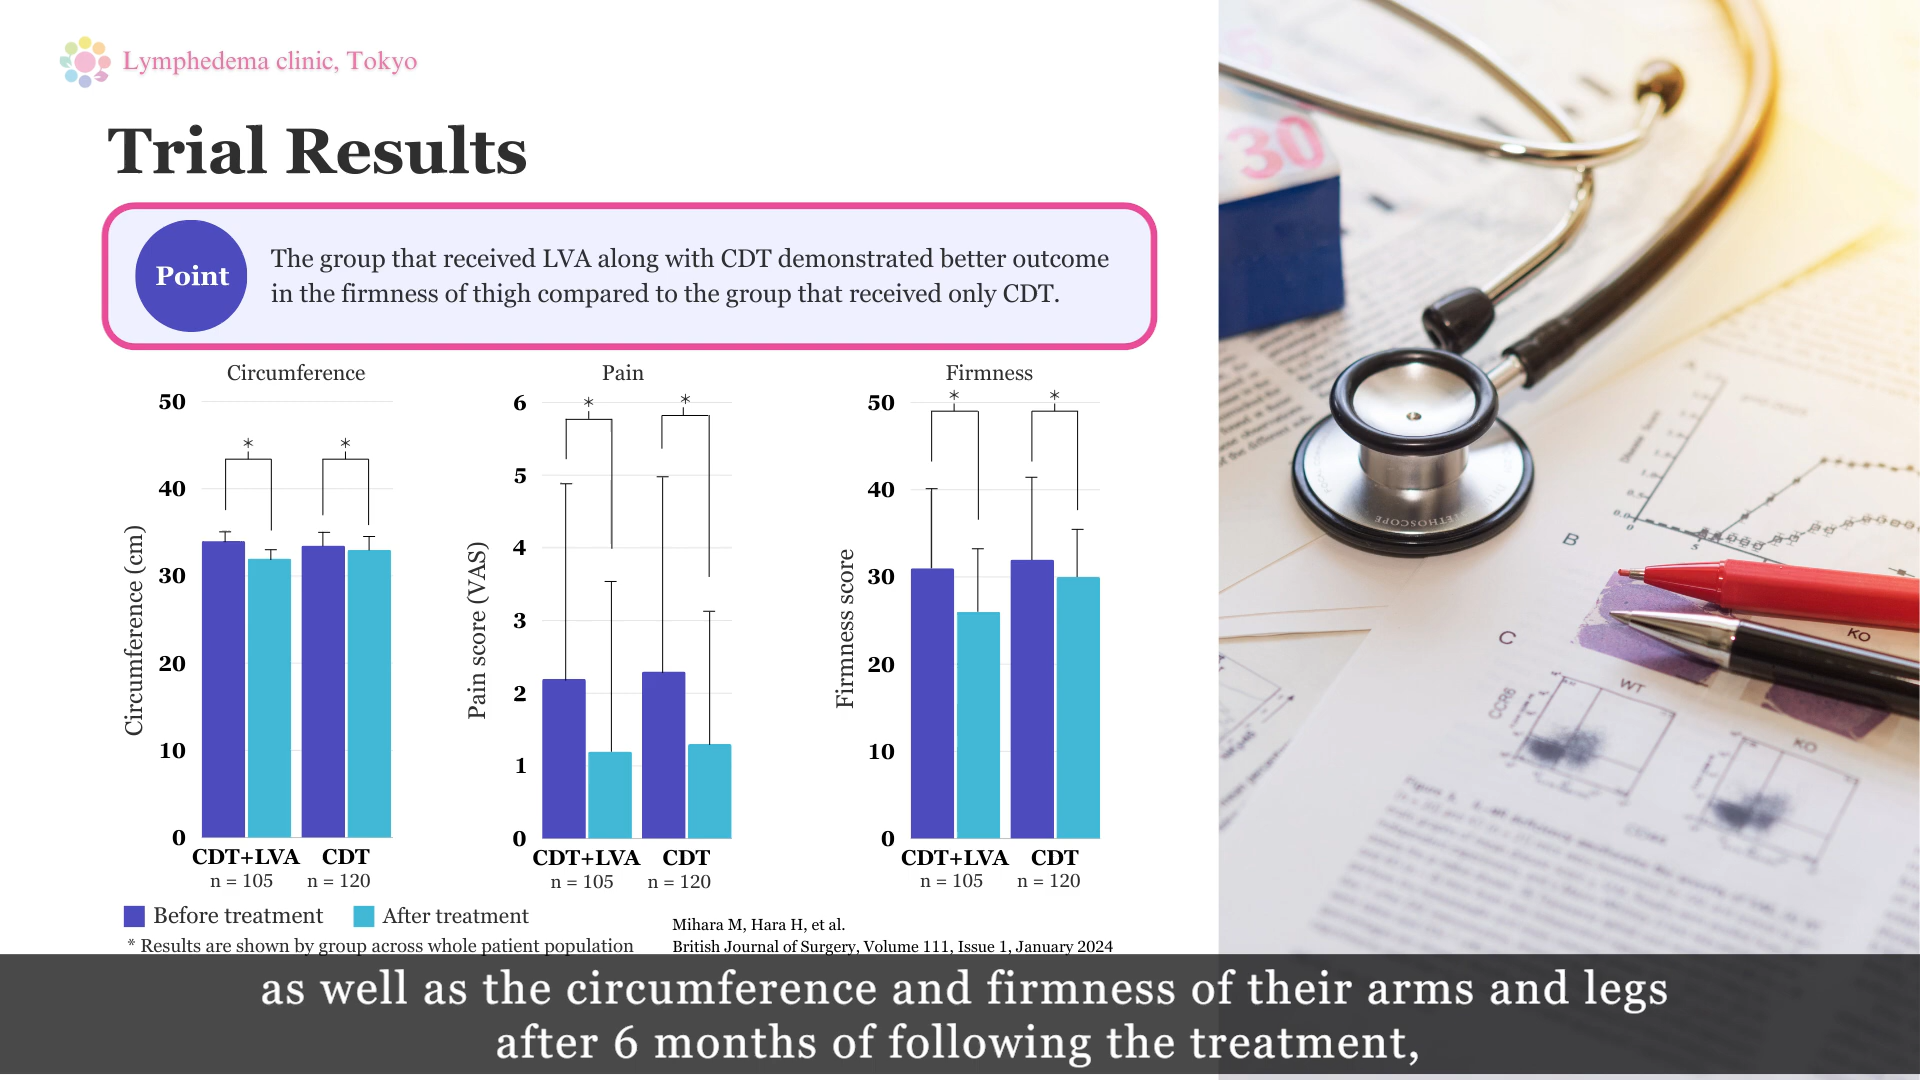 Lymphedema clinic, Tokyo
Trial Results
Point
The group that received LVA along with CDT demonstrated better outcome
in the firmness of thigh compared to the group that received only CDT.
Circumference
50
40
30
20
10
0
Circumference (cm)
*
*
CDT+LVA CDT
n = 105 n = 120
Pain
6
5
4
3
2
1
0
Pain score (VAS)
*
*
CDT+LVA CDT
n = 105 n = 120
Firmness
50
40
30
20
10
0
Firmness score
*
*
CDT+LVA CDT
n = 105 n = 120
Before treatment After treatment
* Results are shown by group across whole patient population
Mihara M, Hara H, et al.
British Journal of Surgery, Volume 111, Issue 1, January 2024
30
B
C
KO
WT
CCR6
KO
as well as the circumference and firmness of their arms and legs
after 6 months of following the treatment,